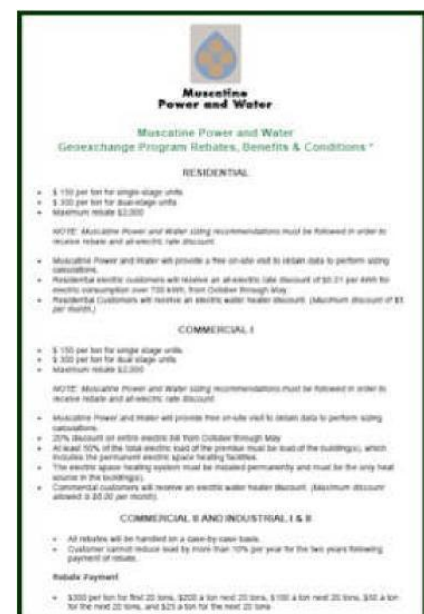 Muscatine
Power and Water
Muscatine Power and Water
Geoexchange Program Rebates, Benefits & Conditions *
RESIDENTIAL
• $ 150 per ton for single-stage units
• $ 300 per ton for dual-stage units
• Maximum rebate $2,000
NOTE: Muscatine Power and Water sizing recommendations must be followed in order to
receive rebate and all-electric rate discount.
• Muscatine Power and Water will provide a free on-site visit to obtain data to perform sizing
calculations.
• Residential electric customers will receive an all-electric rate discount of $0.01 per kWh for
electric consumption over 700 kWh, from October through May.
• Residential Customers will receive an electric water heater discount. (Maximum discount of $5
per month.)
COMMERCIAL I
• $ 150 per ton for single stage units
• $ 300 per ton for dual stage units
• Maximum rebate $2,000
NOTE: Muscatine Power and Water sizing recommendations must be followed in order to
receive rebate and all-electric rate discount.
• Muscatine Power and Water will provide free on-site visit to obtain data to perform sizing
calculations.
• 20% discount on entire electric bill from October through May
• At least 50% of the total electric load of the premise must be load of the building(s), which
includes the permanent electric space heating facilities.
• The electric space heating system must be installed permanently and must be the only heat
source in the building(s).
• Commercial customers will receive an electric water heater discount. (Maximum discount
allowed is per month).
COMMERCIAL II AND INDUSTRIAL I & II
• All rebates will be handled on a case-by-case basis.
• Customer cannot reduce load by more than 10% per year for the two years following
payment of rebate.
Rebate Payment
• $300 per ton for first 20 tons, $200 a ton next 20 tons, $100 a ton next 20 tons, $50 a ton
for the next 20 tons, and $25 a ton for the next 20 tons